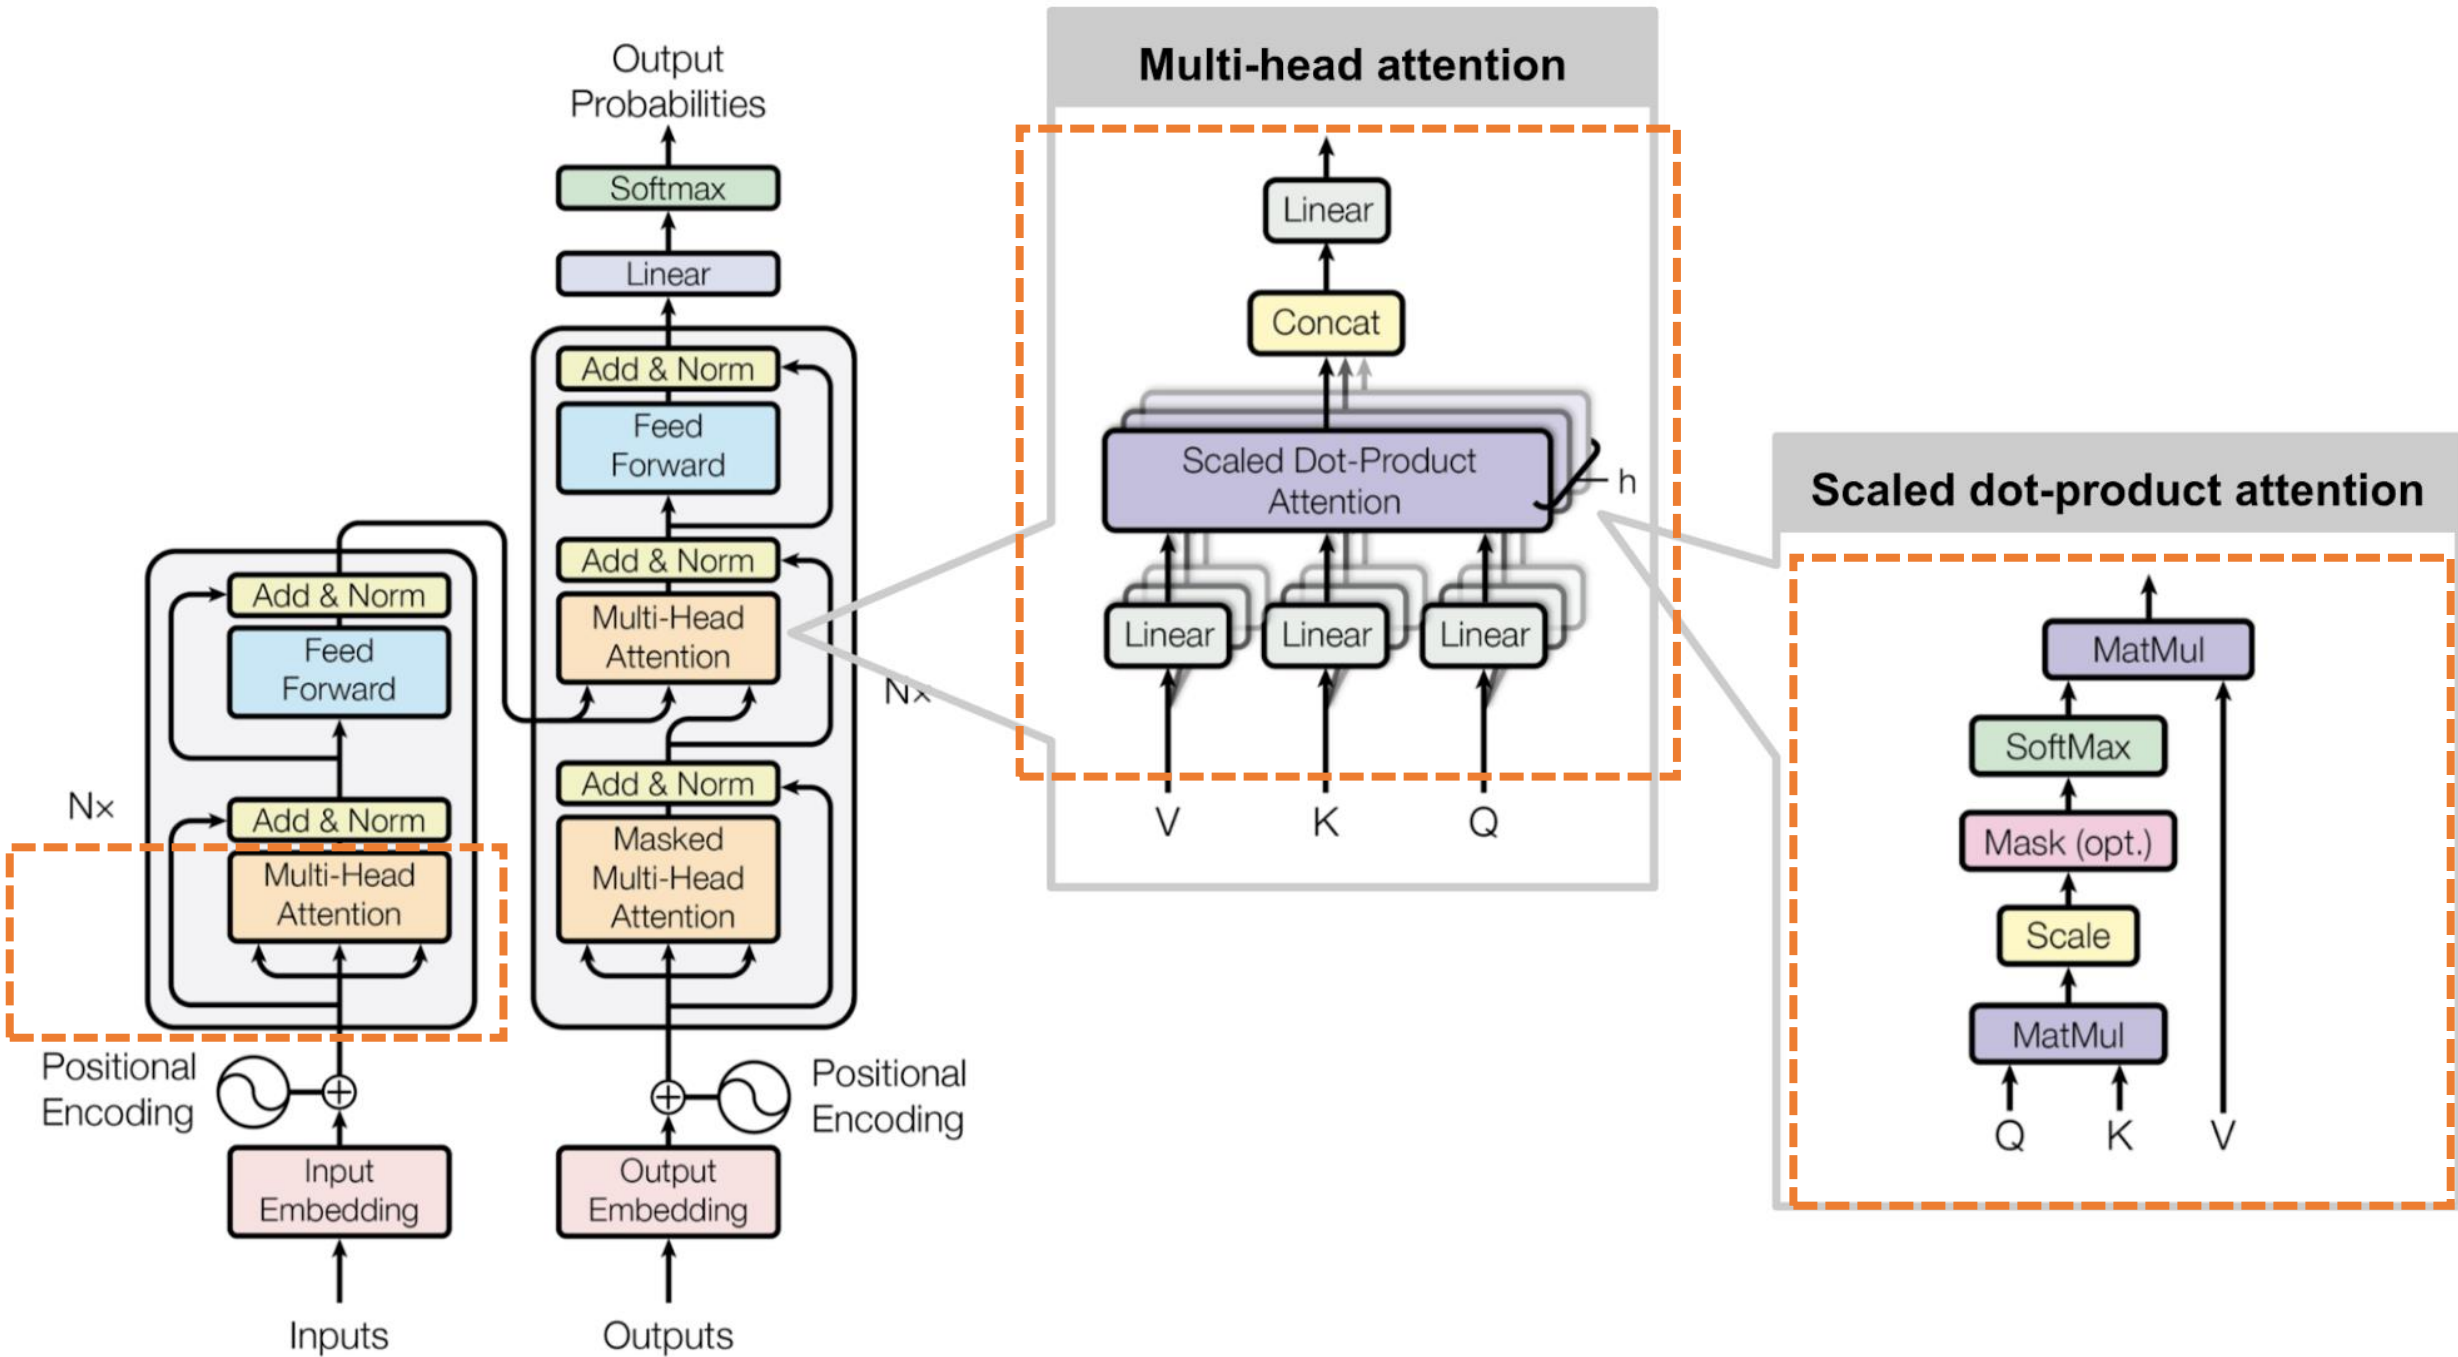 Output
Probabilities
Softmax
Linear
Add & Norm
Feed
Forward
Add & Norm
Multi-Head
Attention
Nx
Add & Norm
Masked
Multi-Head
Attention
Add & Norm
Feed
Forward
Nx
Add & Norm
Multi-Head
Attention
Positional
Encoding
Positional
Encoding
Input
Embedding
Output
Embedding
Inputs
Outputs
Multi-head attention
Linear
Concat
Scaled Dot-Product
Attention
h
Linear
Linear
Linear
V
K
Q
Scaled dot-product attention
MatMul
SoftMax
Mask (opt.)
Scale
MatMul
Q
K
V